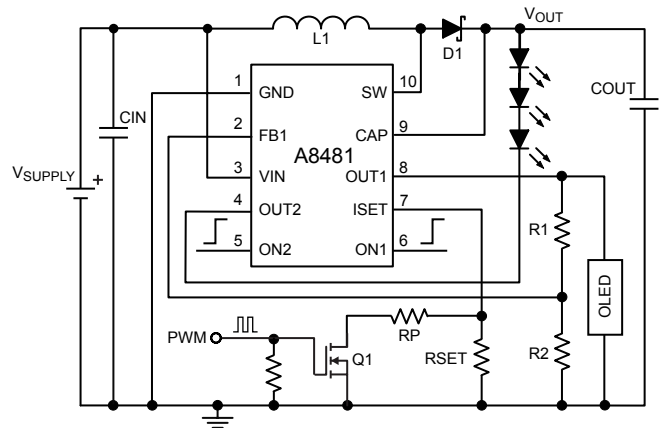 VOUT
L1
D1
1 GND SW 10
CIN
COUT
2 FB1 CAP 9
A8481
VSUPPLY +
3 VIN OUT1 8
4 OUT2 ISET 7
R1
5 ON2 ON1 6
OLED
PWM
RP
Q1
RSET
R2